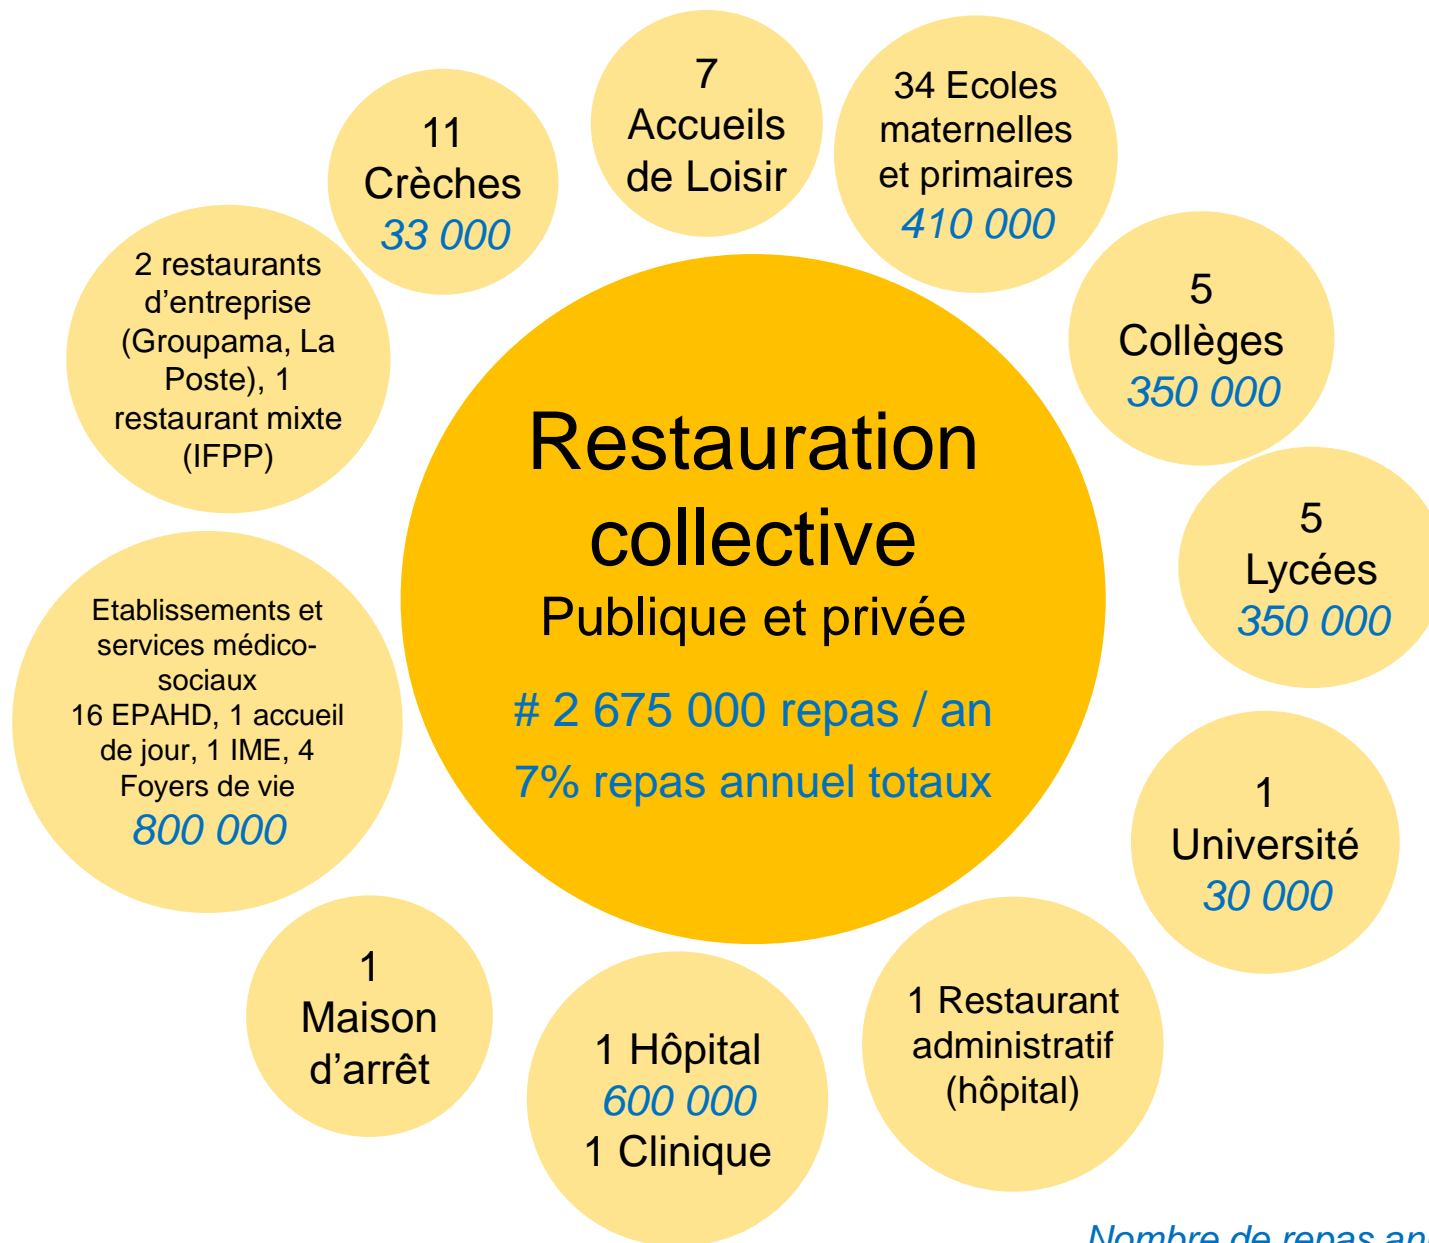 7
Accueils
de Loisir
34 Ecoles
maternelles
et primaires
410 000
11
Crèches
33 000
2 restaurants
d’entreprise
(Groupama, La
Poste), 1
restaurant mixte
(IFPP)
5
Collèges
350 000
Restauration
collective
Publique et privée
# 2 675 000 repas / an
7% repas annuel totaux
5
Lycées
350 000
Etablissements et
services médico-
sociaux
16 EPAHD, 1 accueil
de jour, 1 IME, 4
Foyers de vie
800 000
1
Université
30 000
1
Maison
d’arrêt
1 Hôpital
600 000
1 Clinique
1 Restaurant
administratif
(hôpital)
Nombre de repas